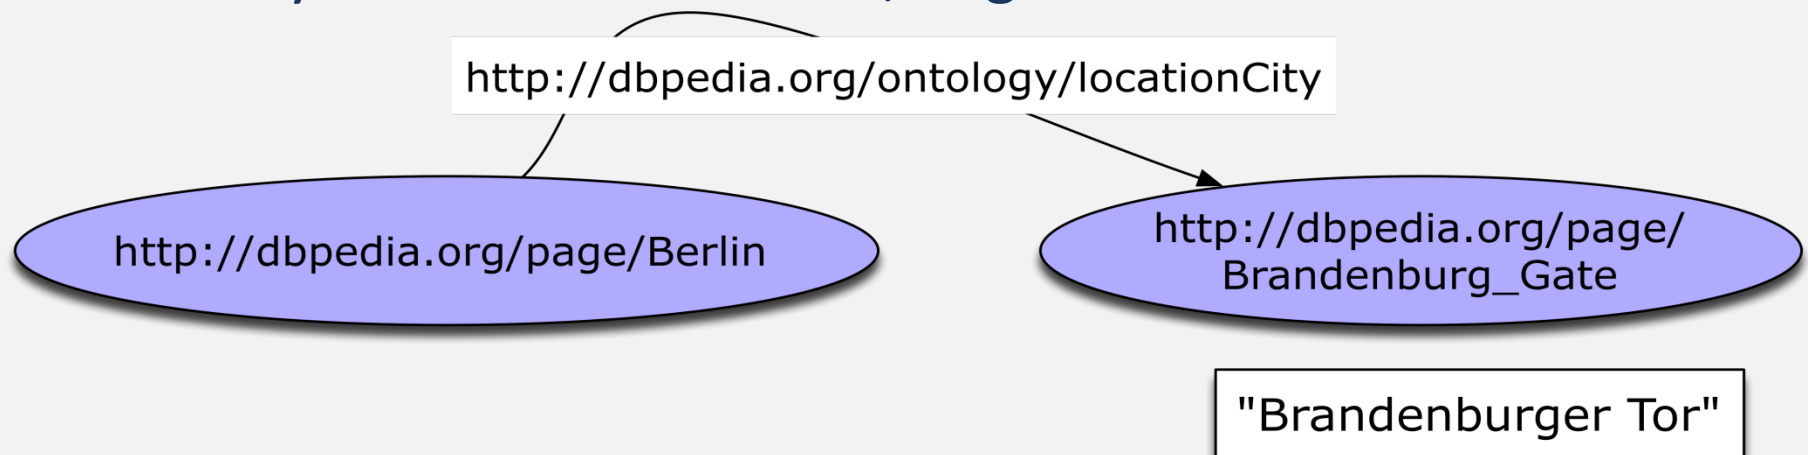 http://dbpedia.org/ontology/locationCity
http://dbpedia.org/page/Berlin
http://dbpedia.org/page/
Brandenburg_Gate
"Brandenburger Tor"